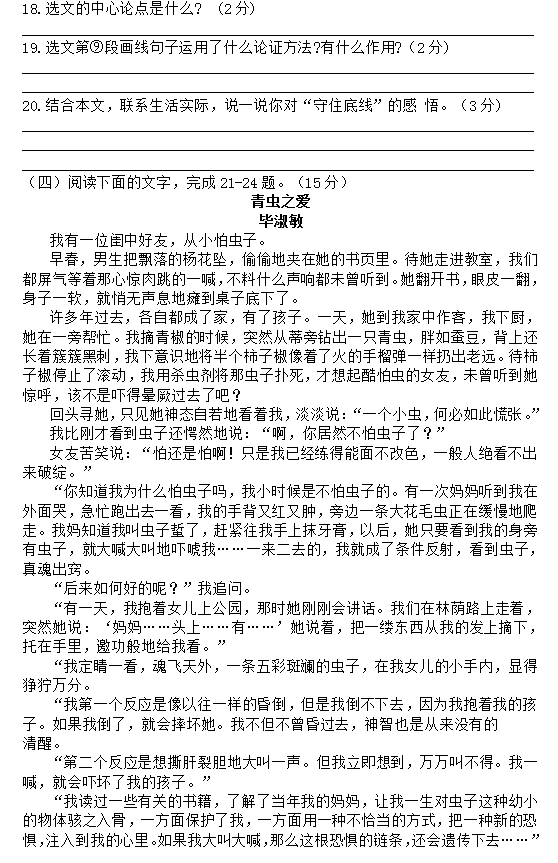 18.选文的中心论点是什么? (2分)
19.选文第⑨段画线句子运用了什么论证方法?有什么作用?(2分)
20.结合本文，联系生活实际，说一说你对“守住底线”的感 悟。(3分)
(四) 阅读下面的文字，完成21-24题。(15分)
青虫之爱
毕淑敏
我有一位闺中好友，从小怕虫子。
早春，男生把飘落的杨花坠，偷偷地夹在她的书页里。待她走进教室，我们
都屏气等着那心惊肉跳的一喊，不料什么声响都未曾听到。她翻开书，眼皮一翻，
身子一软，就悄无声息地瘫到桌子底下了。
许多年过去，各自都成了家，有了孩子。一天，她到我家中作客，我下厨，
她在一旁帮忙。我摘青椒的时候，突然从蒂旁钻出一只青虫，胖如蚕豆，背上还
长着簇簇黑刺，我下意识地将半个柿子椒像着了火的手榴弹一样扔出老远。待柿
子椒停止了滚动，我用杀虫剂将那虫子扑死，才想起酷怕虫的女友，未曾听到她
惊呼，该不是吓得晕厥过去了吧?
回头寻她，只见她神态自若地看着我，淡淡说：“一个小虫，何必如此慌张。”
我比刚才看到虫子还愕然地说：“啊，你居然不怕虫子了？”
女友苦笑说：“怕还是怕啊！只是我已经练得能面不改色，一般人绝看不出
来破绽。”
“你知道我为什么怕虫子吗，我小时候是不怕虫子的。有一次妈妈听到我在
外面哭，急忙跑出去一看，我的手背又红又肿，旁边一条大花毛虫正在缓慢地爬
走。我妈知道我叫虫子蜇了，赶紧往我手上抹牙膏，以后，她只要看到我的身旁
有虫子，就大喊大叫地吓唬我……一来二去的，我就成了条件反射，看到虫子，
真魂出窍。
“后来如何好的呢？”我追问。
“有一天，我抱着女儿上公园，那时她刚刚会讲话。我们在林荫路上走着，
突然她说：‘妈妈……头上……有……’她说着，把一缕东西从我的发上摘下，
托在手里，邀功般地给我看。”
“我定睛一看，魂飞天外，一条五彩斑斓的虫子，在我女儿的小手内，显得
狰狞万分。
“我第一个反应是像以往一样的昏倒，但是我倒不下去，因为我抱着我的孩
子。如果我倒了，就会摔坏她。我不但不曾昏过去，神智也是从来没有的
清醒。
“第二个反应是想撕肝裂胆地大叫一声。但我立即想到，万万叫不得。我一
喊，就会吓坏了我的孩子。”
“我读过一些有关的书籍，了解了当年我的妈妈，让我一生对虫子这种幼小
的物体骇之入骨，一方面保护了我，一方面用一种不恰当的方式，把一种新的恐
惧，注入到我的心里。如果我大叫大喊，那么这根恐惧的链条，还会遗传下去……”